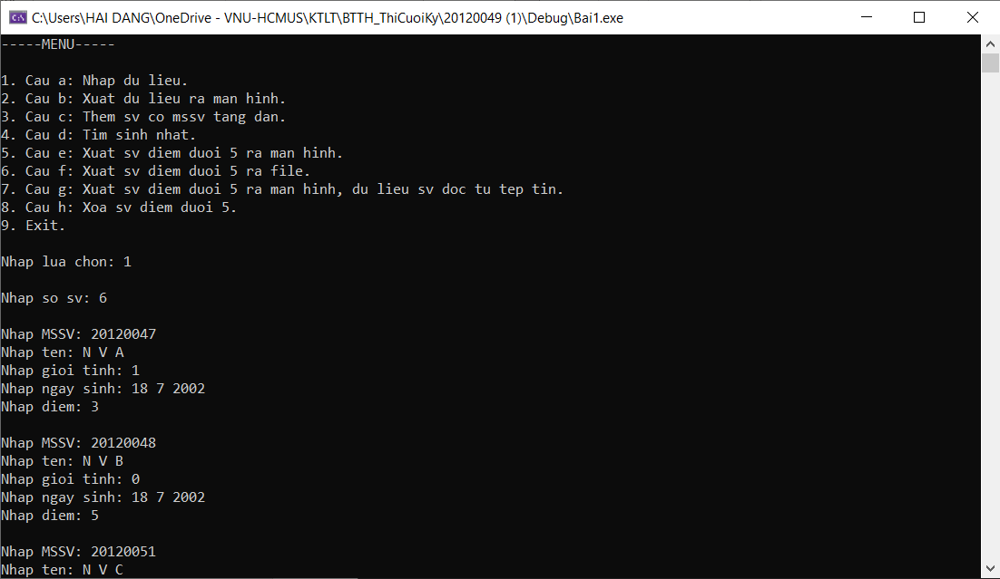 C:\Users\HAI DANG\OneDrive - VNU-HCMUS\KTLT\BTTH_ThiCuoiKy\20120049 (1)\Debug\Bai1.exe
-----MENU-----
1. Cau a: Nhap du lieu.
2. Cau b: Xuat du lieu ra man hinh.
3. Cau c: Them sv co mssv tang dan.
4. Cau d: Tim sinh nhat.
5. Cau e: Xuat sv diem duoi 5 ra man hinh.
6. Cau f: Xuat sv diem duoi 5 ra file.
7. Cau g: Xuat sv diem duoi 5 ra man hinh, du lieu sv doc tu tep tin.
8. Cau h: Xoa sv diem duoi 5.
9. Exit.
Nhap lua chon: 1
Nhap so sv: 6
Nhap MSSV: 20120047
Nhap ten: N V A
Nhap gioi tinh: 1
Nhap ngay sinh: 18 7 2002
Nhap diem: 3
Nhap MSSV: 20120048
Nhap ten: N V B
Nhap gioi tinh: 0
Nhap ngay sinh: 18 7 2002
Nhap diem: 5
Nhap MSSV: 20120051
Nhap ten: N V C